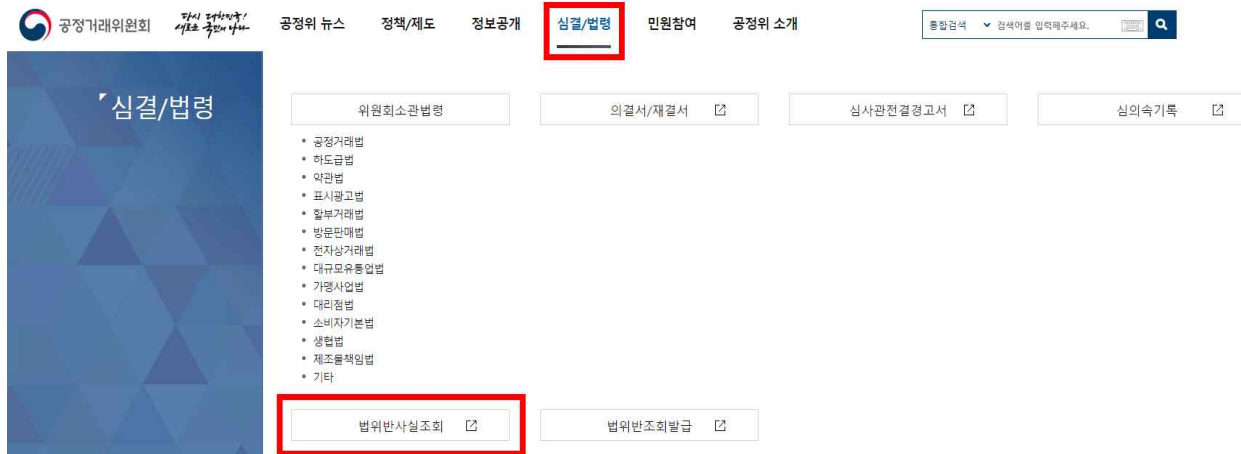 공정거래위원회 다시 대한민국! 새로운 국민의 나라 공정위 뉴스 정책/제도 정보공개 심결/법령 민원참여 공정위 소개 통합검색 검색어를 입력해주세요.
심결/법령
위원회소관법령 의결서/재결서 심사관전결경고서 심의속기록
공정거래법
하도급법
약관법
표시광고법
할부거래법
방문판매법
전자상거래법
대규모유통업법
가맹사업법
대리점법
소비자기본법
생협법
제조물책임법
기타
법위반사실조회 법위반조회발급